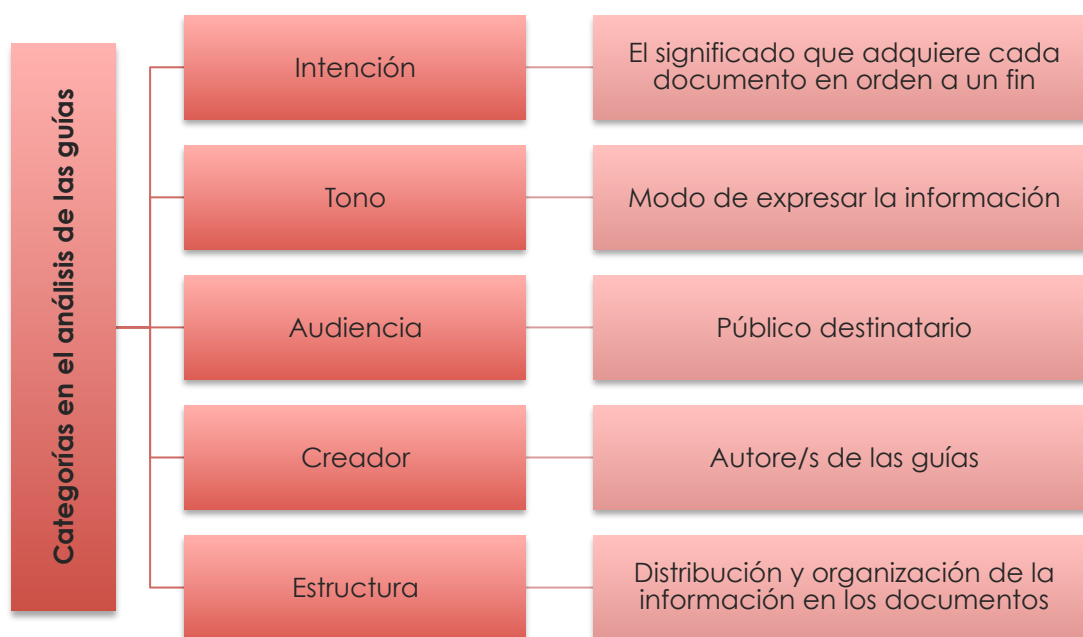 Categorías en el análisis de las guías
Intención
El significado que adquiere cada
documento en orden a un fin
Tono
Modo de expresar la información
Audiencia
Público destinatario
Creador
Autore/s de las guías
Estructura
Distribución y organización de la
información en los documentos